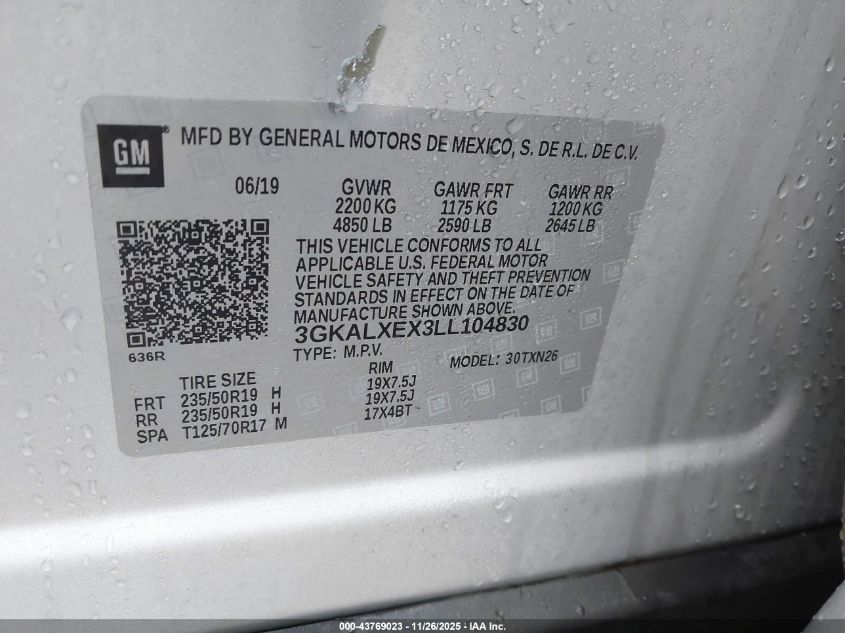 GM ® MFD BY GENERAL MOTORS DE MEXICO, S. DE R.L. DE C.V.
06/19 GVWR GAWR FRT GAWR RR
2200 KG 1175 KG 1200 KG
4850 LB 2590 LB 2645 LB
THIS VEHICLE CONFORMS TO ALL
APPLICABLE U.S. FEDERAL MOTOR
VEHICLE SAFETY AND THEFT PREVENTION
STANDARDS IN EFFECT ON THE DATE OF
MANUFACTURE SHOWN ABOVE.
3GKALXEX3LL104830
636R
TYPE: M.P.V. MODEL: 30TXN26
TIRE SIZE RIM
FRT 235/50R19 H 19X7.5J
RR 235/50R19 H 19X7.5J
SPA T125/70R17 M 17X4BT
000-43769023 - 11/26/2025 - IAA Inc.